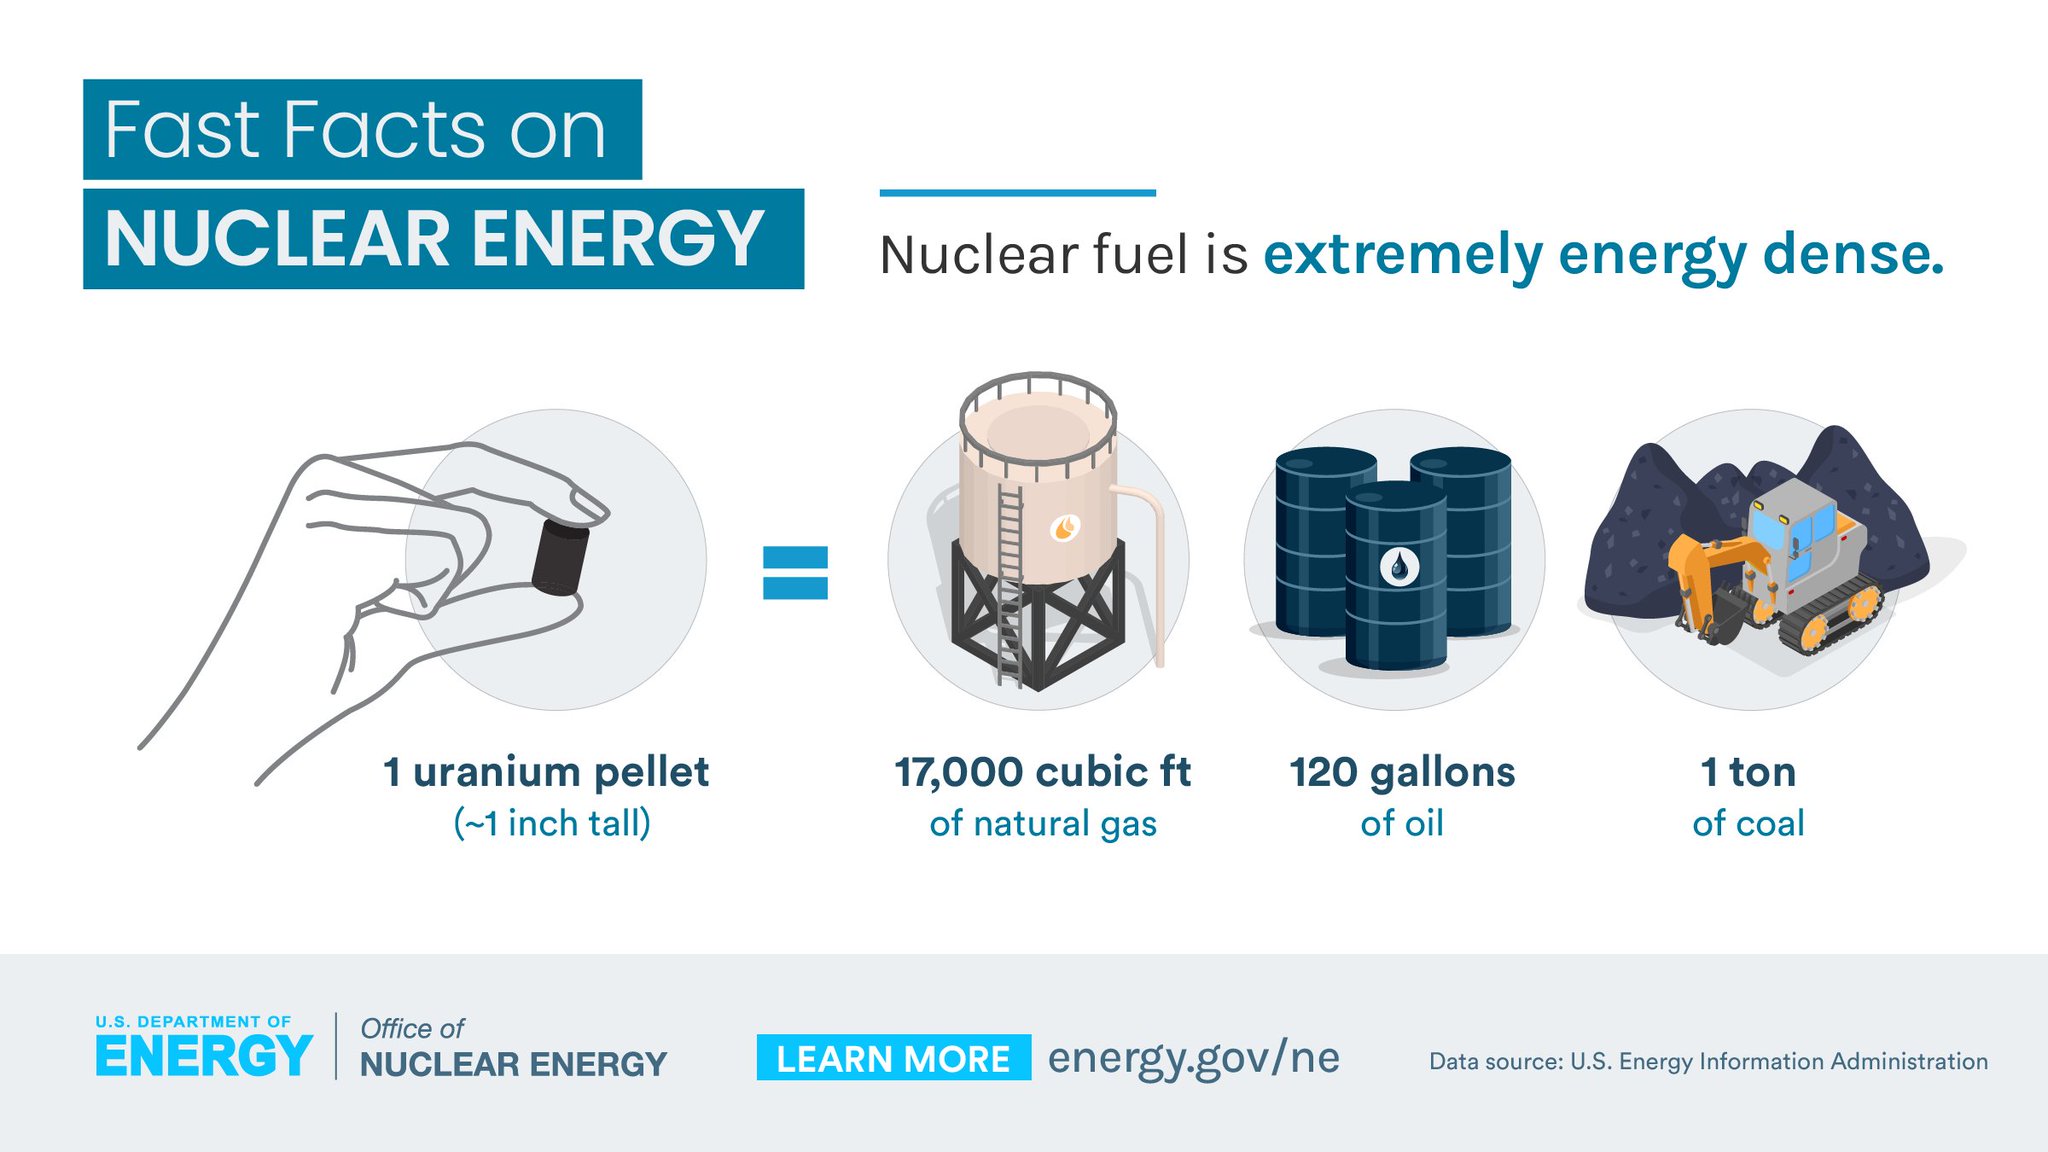 Fast Facts on
NUCLEAR ENERGY
Nuclear fuel is extremely energy dense.
1 uranium pellet
(~1 inch tall)
17,000 cubic ft
of natural gas
120 gallons
of oil
1 ton
of coal
U.S. DEPARTMENT OF
ENERGY
Office of
NUCLEAR ENERGY
LEARN MORE energy.gov/ne
Data source: U.S. Energy Information Administration